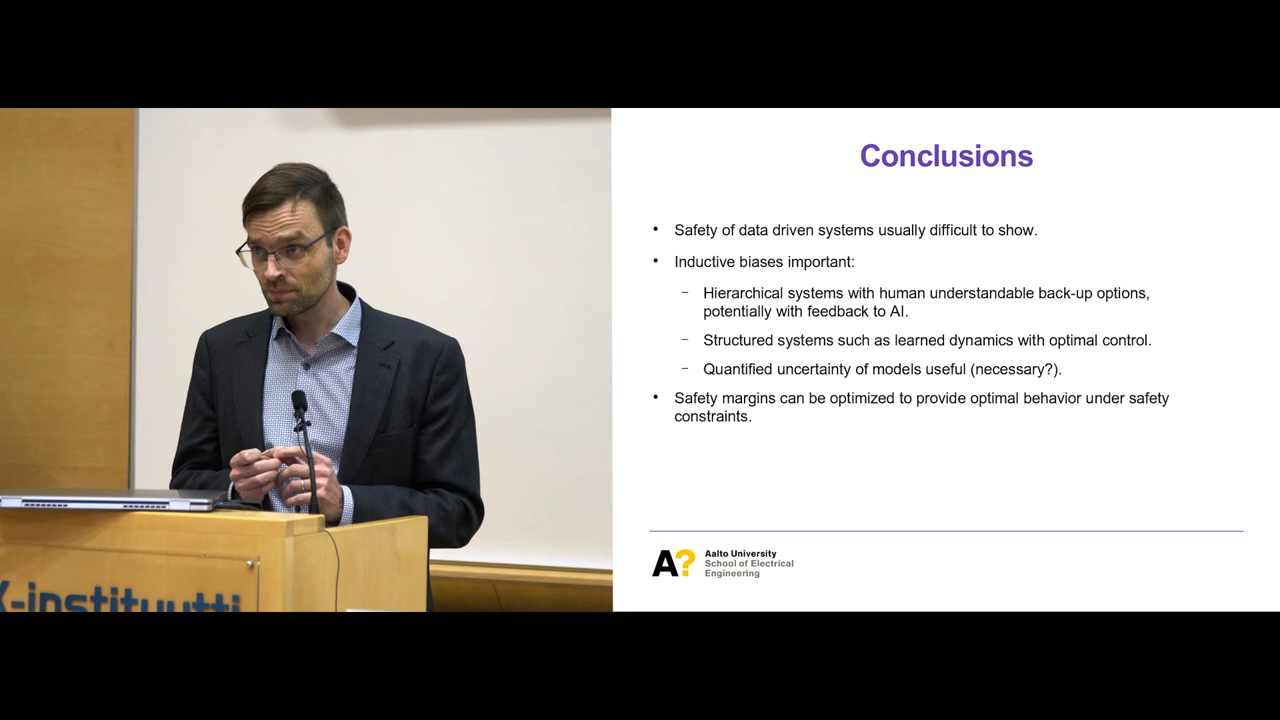 Conclusions
• Safety of data driven systems usually difficult to show.
• Inductive biases important:
– Hierarchical systems with human understandable back-up options,
potentially with feedback to AI.
– Structured systems such as learned dynamics with optimal control.
– Quantified uncertainty of models useful (necessary?).
• Safety margins can be optimized to provide optimal behavior under safety
constraints.
A?
Aalto University
School of Electrical
Engineering
-instituutti